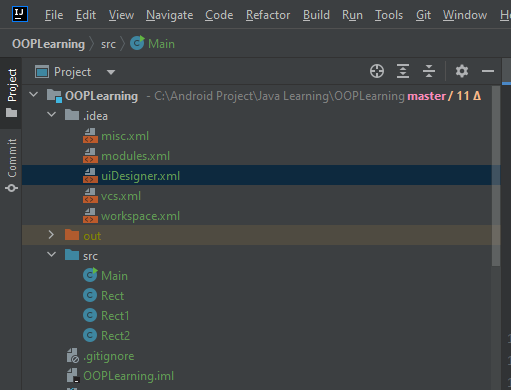 IJ File Edit View Navigate Code Refactor Build Run Tools Git Window H
OOPLearning src Main
Project
OOPLearning - C:\Android Project\Java Learning\OOPLearning master / 11 Δ
.idea
misc.xml
modules.xml
uiDesigner.xml
vcs.xml
workspace.xml
out
src
C Main
C Rect
C Rect1
C Rect2
.gitignore
OOPLearning.iml
Project
Commit